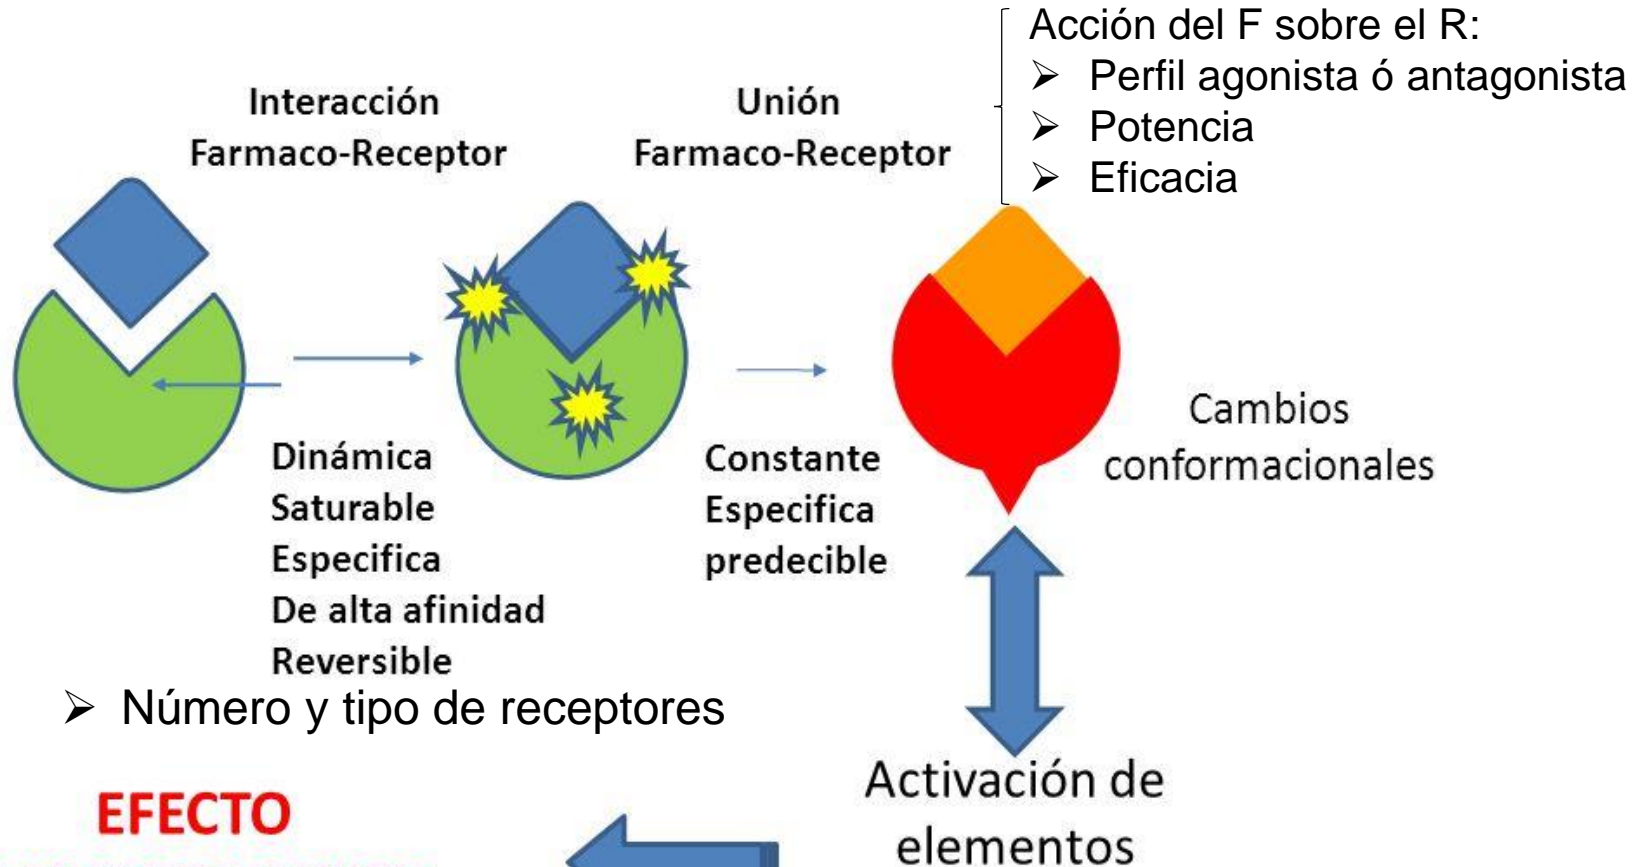 Acción del F sobre el R:
➢ Perfil agonista ó antagonista
➢ Potencia
➢ Eficacia
Interacción
Farmaco-Receptor
Unión
Farmaco-Receptor
Dinámica
Saturable
Especifica
De alta afinidad
Reversible
Constante
Especifica
predecible
Cambios
conformacionales
➢ Número y tipo de receptores
Activación de
elementos
EFECTO